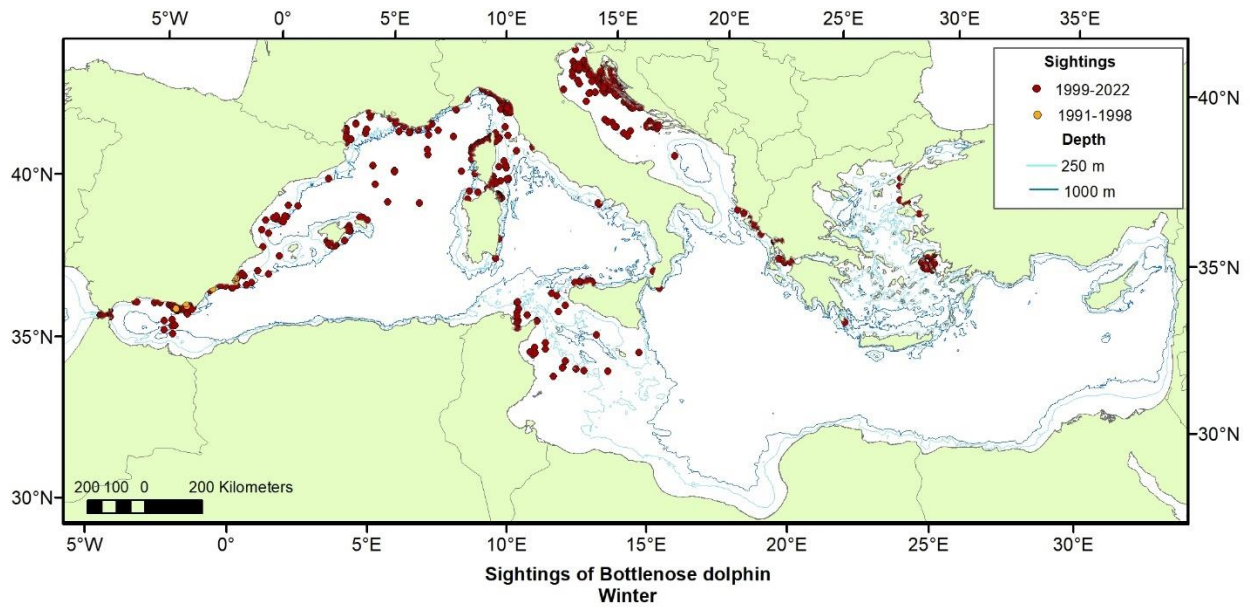 5°W 0° 5°E 10°E 15°E 20°E 25°E 30°E 35°E
Sightings
1999-2022
1991-1998
Depth
250 m
1000 m
40°N
35°N
30°N
40°N
35°N
30°N
200 100 0 200 Kilometers
5°W 0° 5°E 10°E 15°E 20°E 25°E 30°E
Sightings of Bottlenose dolphin
Winter